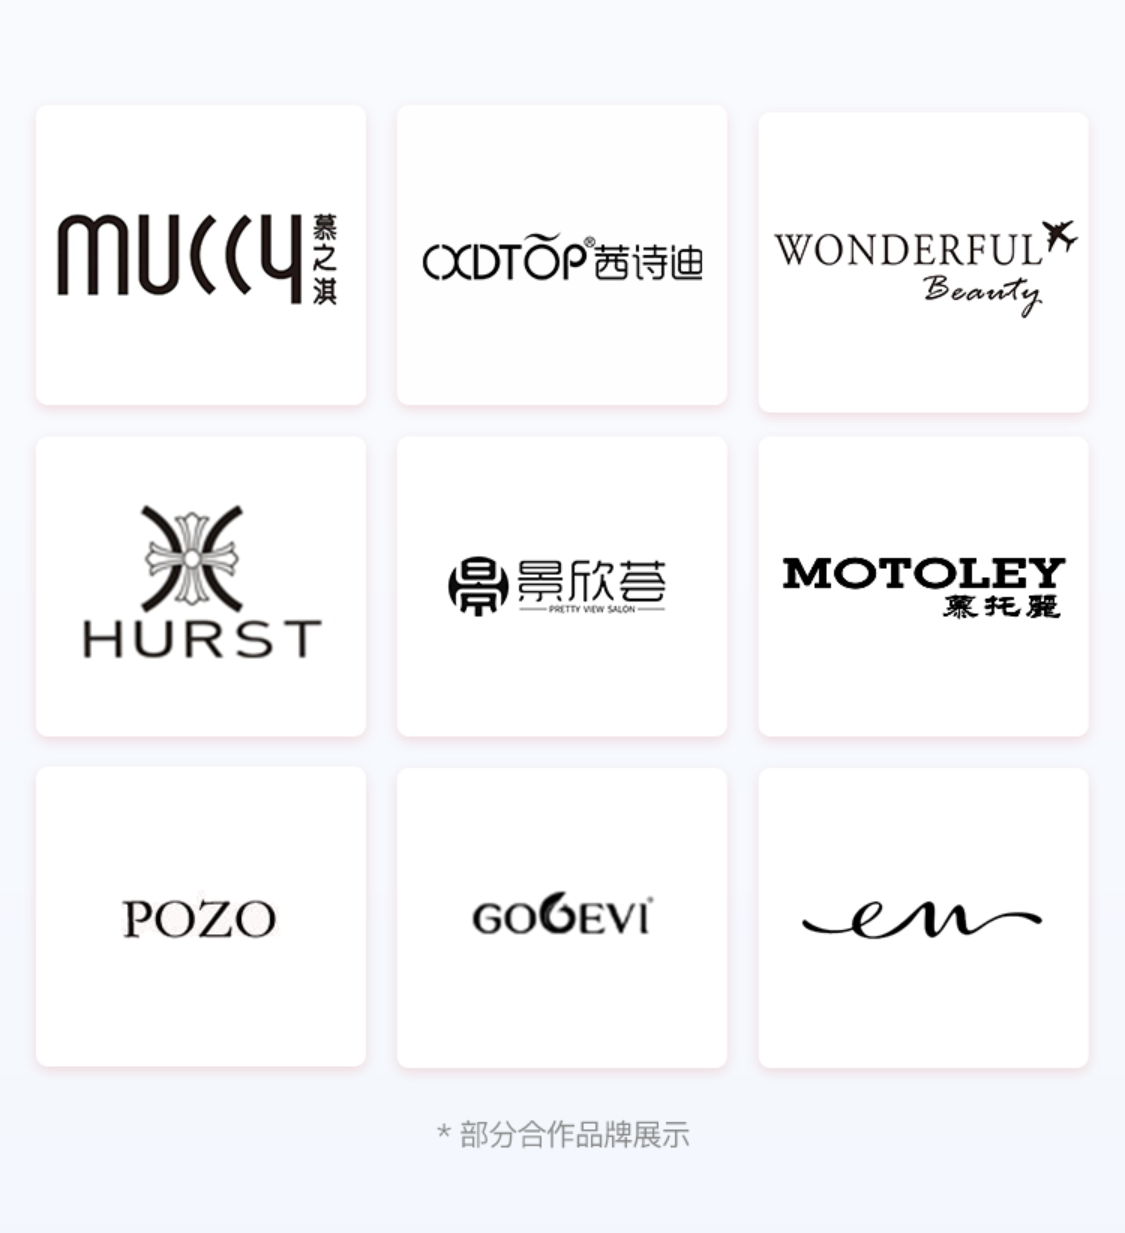 MUCCY
慕之淇
CXDTOP®茜诗迪
WONDERFUL
Beauty
HURST
景欣荟
PRETTY VIEW SALON
MOTOLEY
慕托麗
POZO
GOGEVI
en
* 部分合作品牌展示